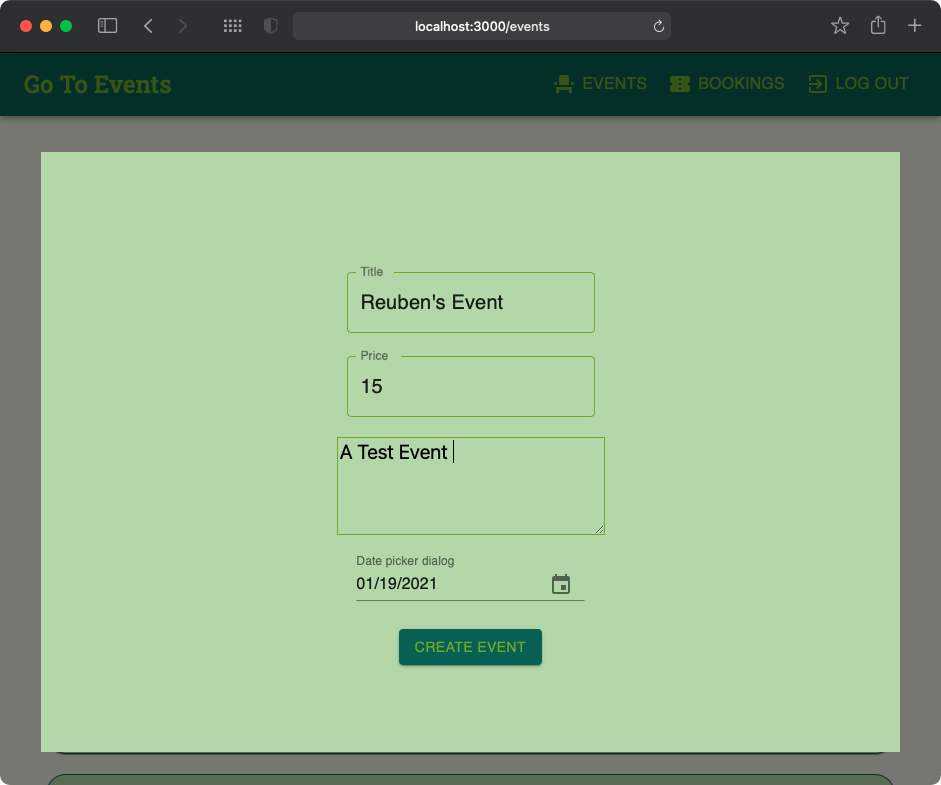 localhost:3000/events
Go To Events
EVENTS
BOOKINGS
LOG OUT
Title
Reuben's Event
Price
15
A Test Event
Date picker dialog
01/19/2021
CREATE EVENT